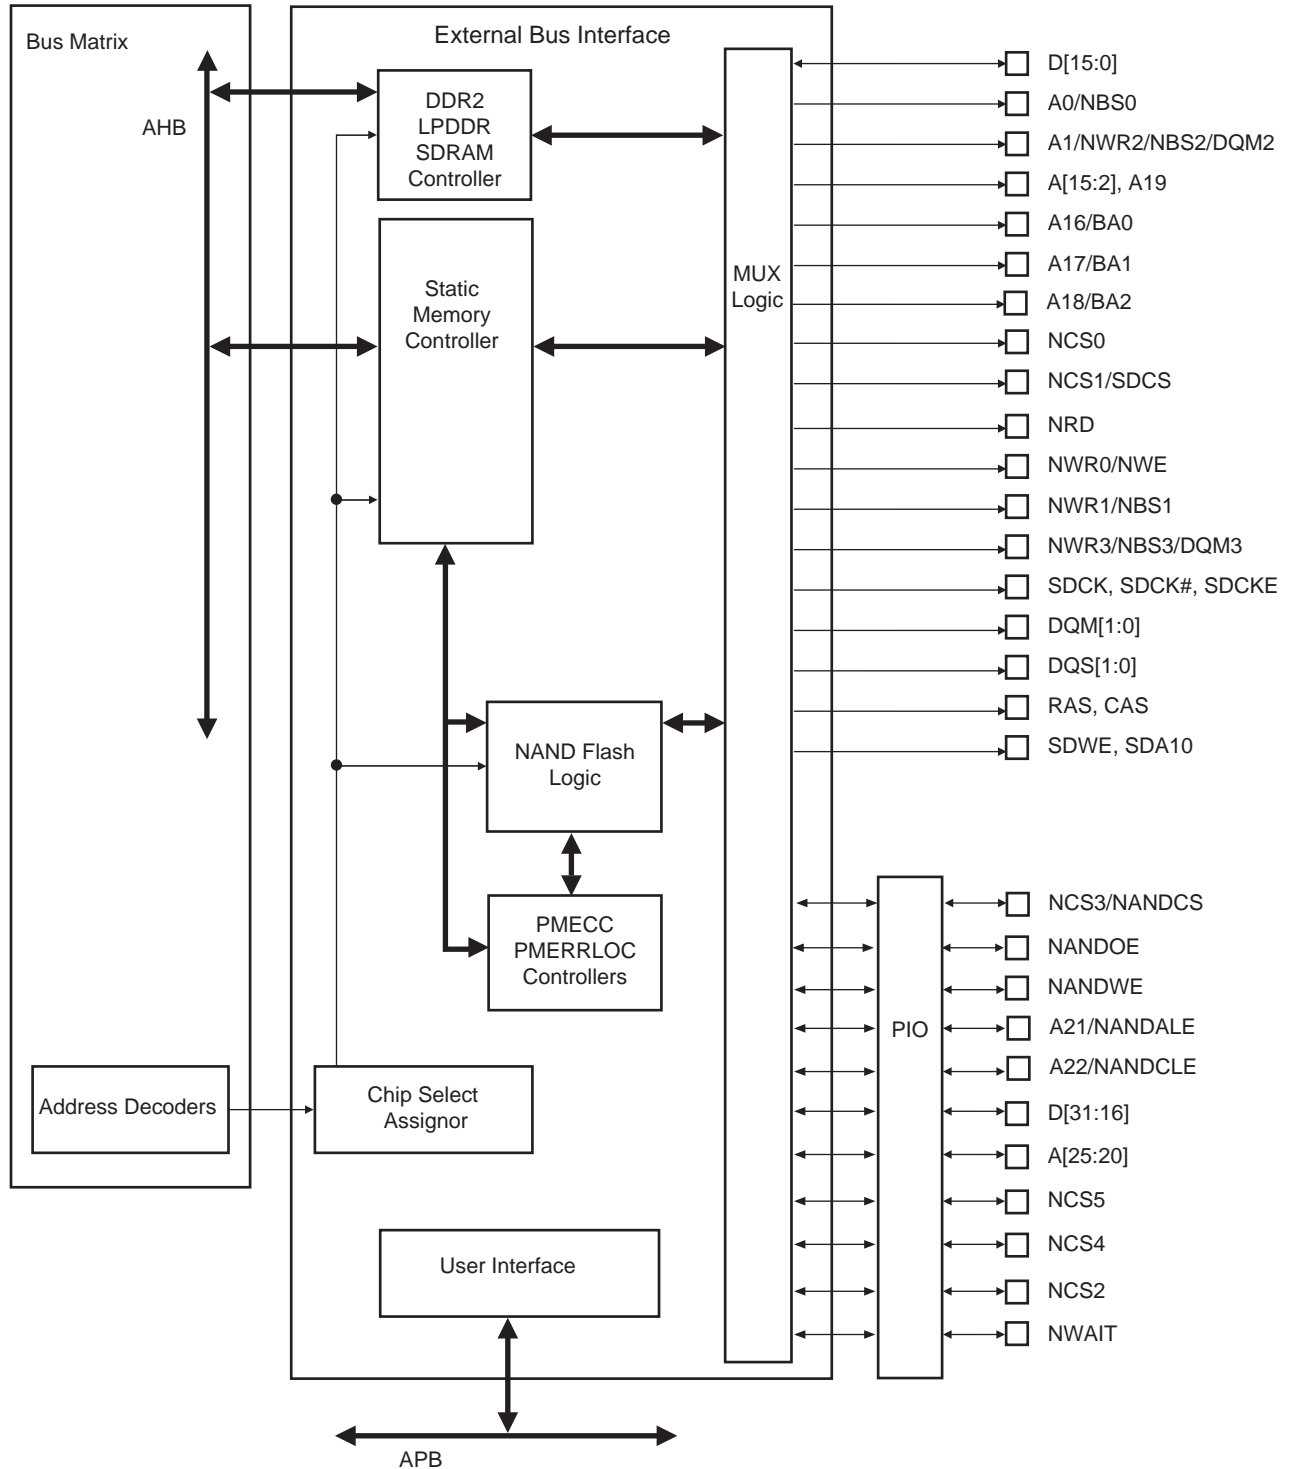 Bus Matrix
External Bus Interface
AHB
DDR2
LPDDR
SDRAM
Controller
Static
Memory
Controller
MUX
Logic
NAND Flash
Logic
PMECC
PMERRLOC
Controllers
Address Decoders
Chip Select
Assignor
User Interface
APB
PIO
D[15:0]
A0/NBS0
A1/NWR2/NBS2/DQM2
A[15:2], A19
A16/BA0
A17/BA1
A18/BA2
NCS0
NCS1/SDCS
NRD
NWR0/NWE
NWR1/NBS1
NWR3/NBS3/DQM3
SDCK, SDCK#, SDCKE
DQM[1:0]
DQS[1:0]
RAS, CAS
SDWE, SDA10
NCS3/NANDCS
NANDOE
NANDWE
A21/NANDALE
A22/NANDCLE
D[31:16]
A[25:20]
NCS5
NCS4
NCS2
NWAIT